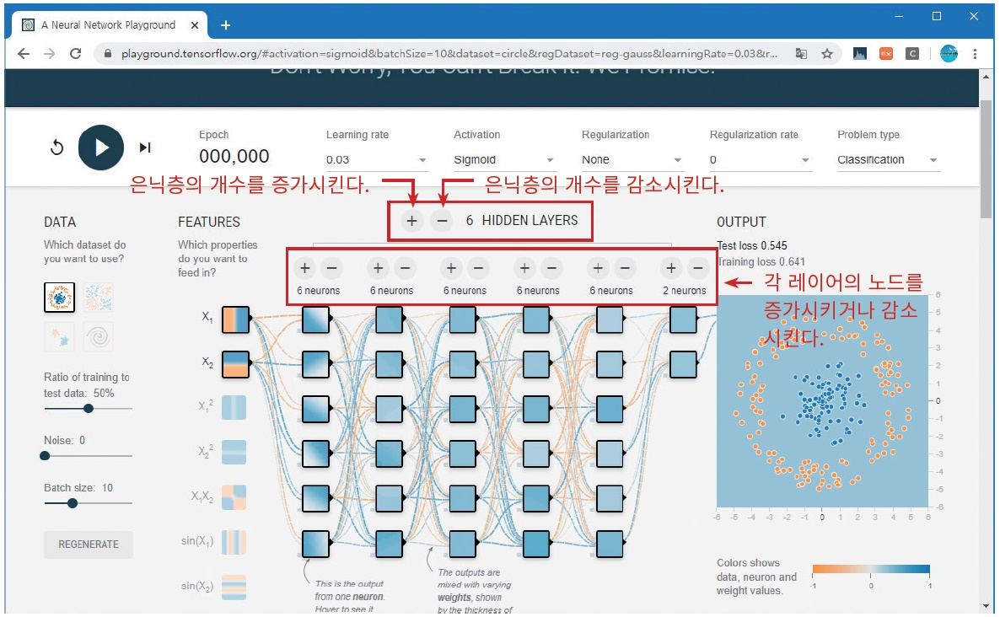 A Neural Network Playground
playground.tensorflow.org/#activation=sigmoid&batchSize=10&dataset=circle&regDataset=reg-gauss&learningRate=0.03&r...
Don't Worry, You Can't Break It. We Promise.
Epoch
000,000
Learning rate
0.03
Activation
Sigmoid
Regularization
None
Regularization rate
0
Problem type
Classification
은닉층의 개수를 증가시킨다.
은닉층의 개수를 감소시킨다.
+ − 6 HIDDEN LAYERS
DATA
Which dataset do
you want to use?
Ratio of training to
test data: 50%
Noise: 0
Batch size: 10
REGENERATE
FEATURES
Which properties
do you want to
feed in?
X₁
X₂
X₁²
X₂²
X₁X₂
sin(X₁)
sin(X₂)
+ − + − + − + − + − + −
6 neurons 6 neurons 6 neurons 6 neurons 6 neurons 2 neurons
This is the output
from one neuron.
Hover to see it
The outputs are
mixed with varying
weights, shown
by the thickness of
OUTPUT
Test loss 0.545
Training loss 0.641
각 레이어의 노드를
증가시키거나 감소
시킨다.
6
5
4
3
2
1
0
-1
-2
-3
-4
-5
-6
-6 -5 -4 -3 -2 -1 0 1 2 3 4 5 6
Colors shows
data, neuron and
weight values.
-1 0 1